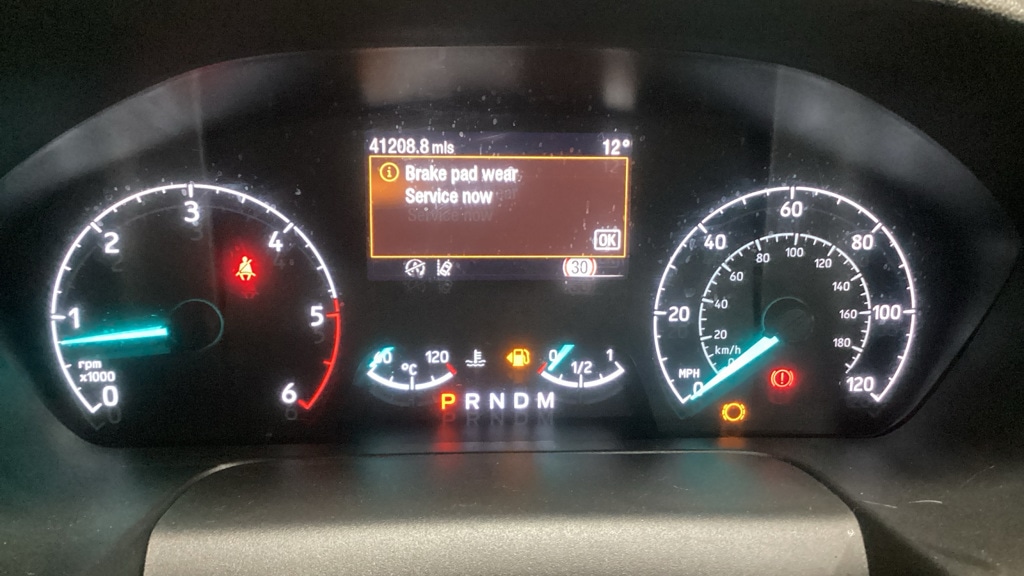 41208.8 mls 12°
Brake pad wear
Service now
OK
30
0 1 2 3 4 5 6
rpm
x1000
60 120
°C
0 1/2 1
P R N D M
0 20 40 60 80 100 120
MPH
0 20 40 60 80 100 120 140 160 180
km/h